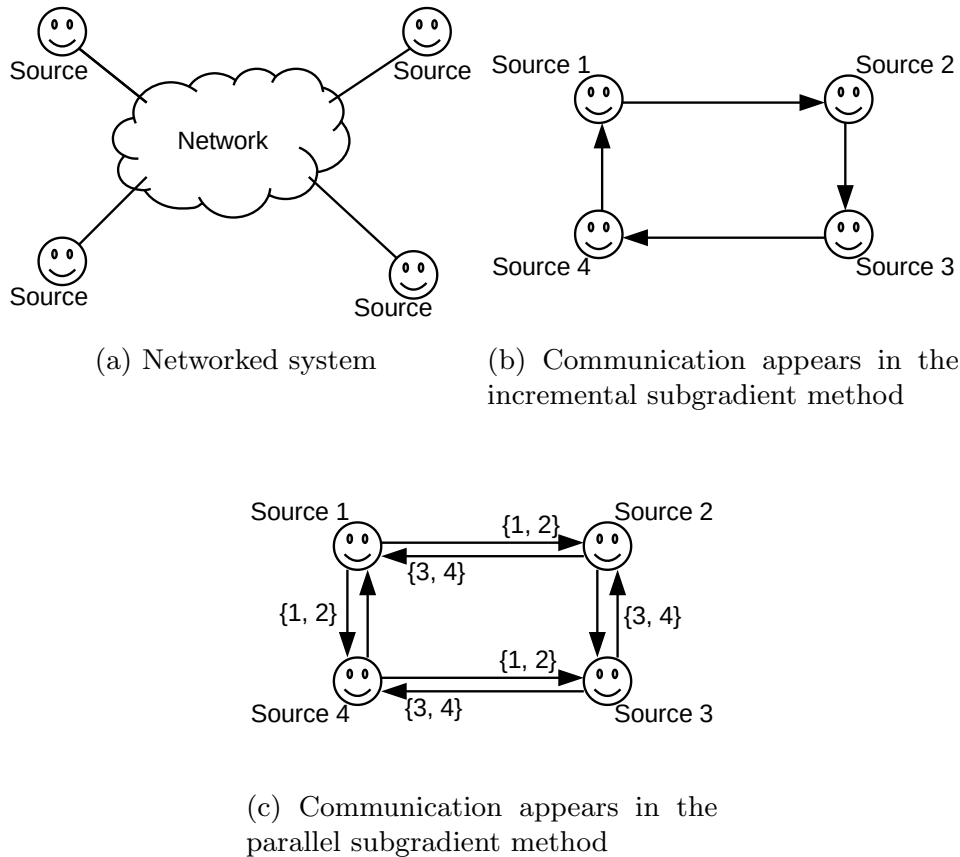 Source
Source
Network
Source
Source
(a) Networked system
Source 1
Source 2
Source 4
Source 3
(b) Communication appears in the
incremental subgradient method
Source 1
Source 2
{1, 2}
{3, 4}
{1, 2}
{3, 4}
{1, 2}
{3, 4}
Source 4
Source 3
(c) Communication appears in the
parallel subgradient method